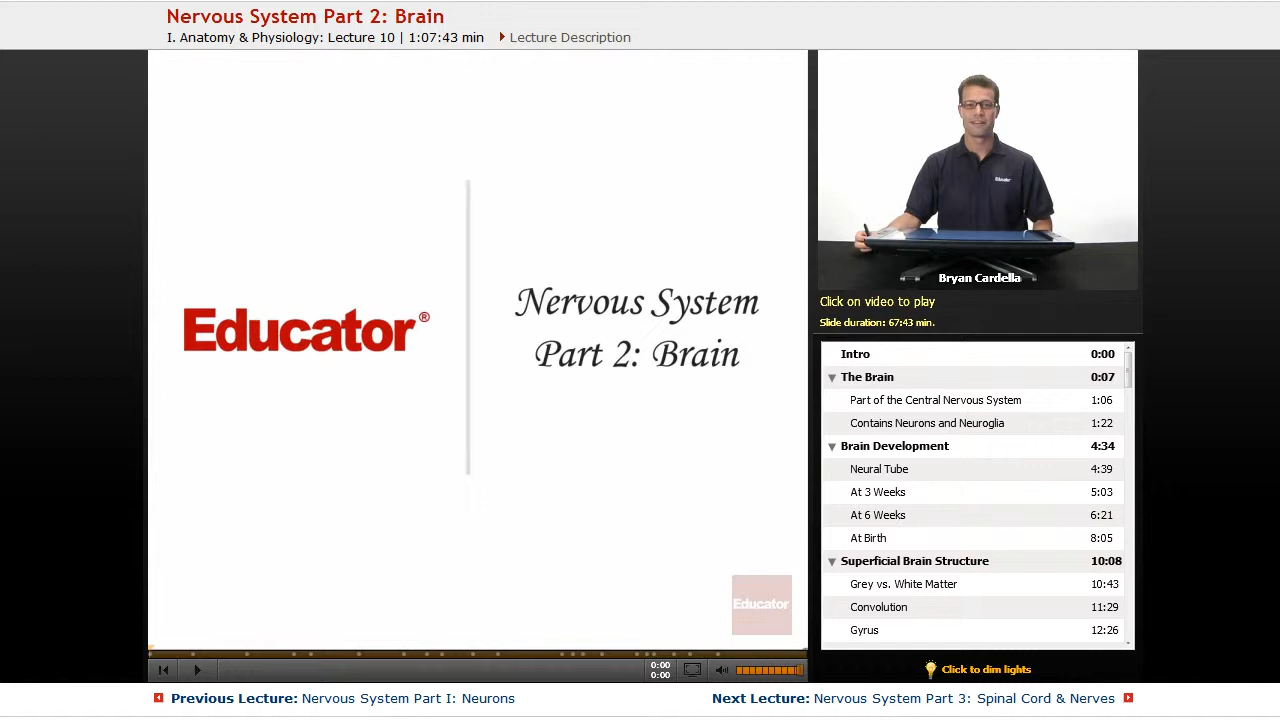 Nervous System Part 2: Brain
I. Anatomy & Physiology: Lecture 10 | 1:07:43 min Lecture Description
Educator®
Nervous System
Part 2: Brain
Educator
Educator
Bryan Cardella
Click on video to play
Slide duration: 67:43 min.
Intro 0:00
The Brain 0:07
Part of the Central Nervous System 1:06
Contains Neurons and Neuroglia 1:22
Brain Development 4:34
Neural Tube 4:39
At 3 Weeks 5:03
At 6 Weeks 6:21
At Birth 8:05
Superficial Brain Structure 10:08
Grey vs. White Matter 10:43
Convolution 11:29
Gyrus 12:26
0:00
0:00
Click to dim lights
Previous Lecture: Nervous System Part I: Neurons
Next Lecture: Nervous System Part 3: Spinal Cord & Nerves